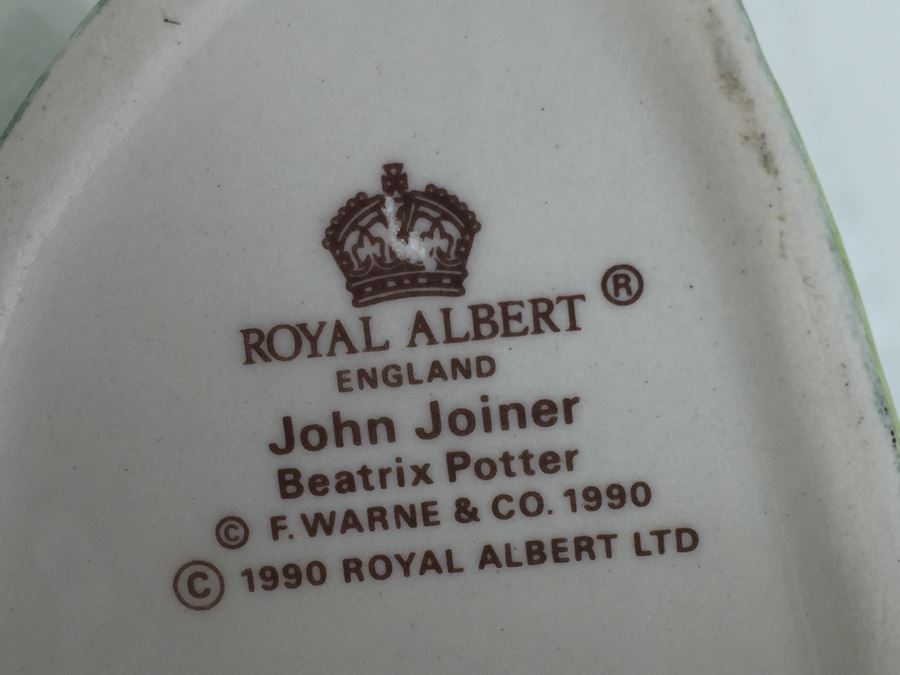 ROYAL ALBERT ®
ENGLAND
John Joiner
Beatrix Potter
© F. WARNE & CO. 1990
© 1990 ROYAL ALBERT LTD